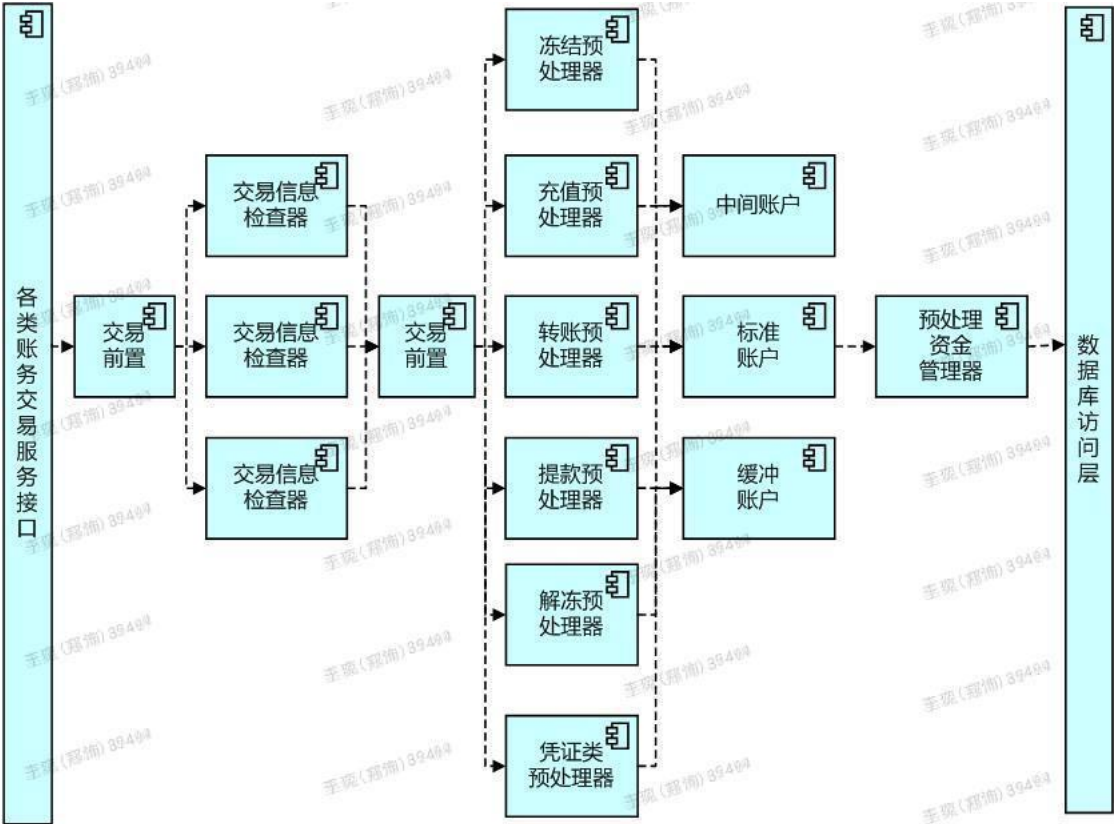 各类账务交易服务接口
交易
前置
交易信息
检查器
交易信息
检查器
交易信息
检查器
交易
前置
冻结预
处理器
充值预
处理器
转账预
处理器
提款预
处理器
解冻预
处理器
凭证类
预处理器
中间账户
标准
账户
缓冲
账户
预处理
资金
管理器
数据库访问层